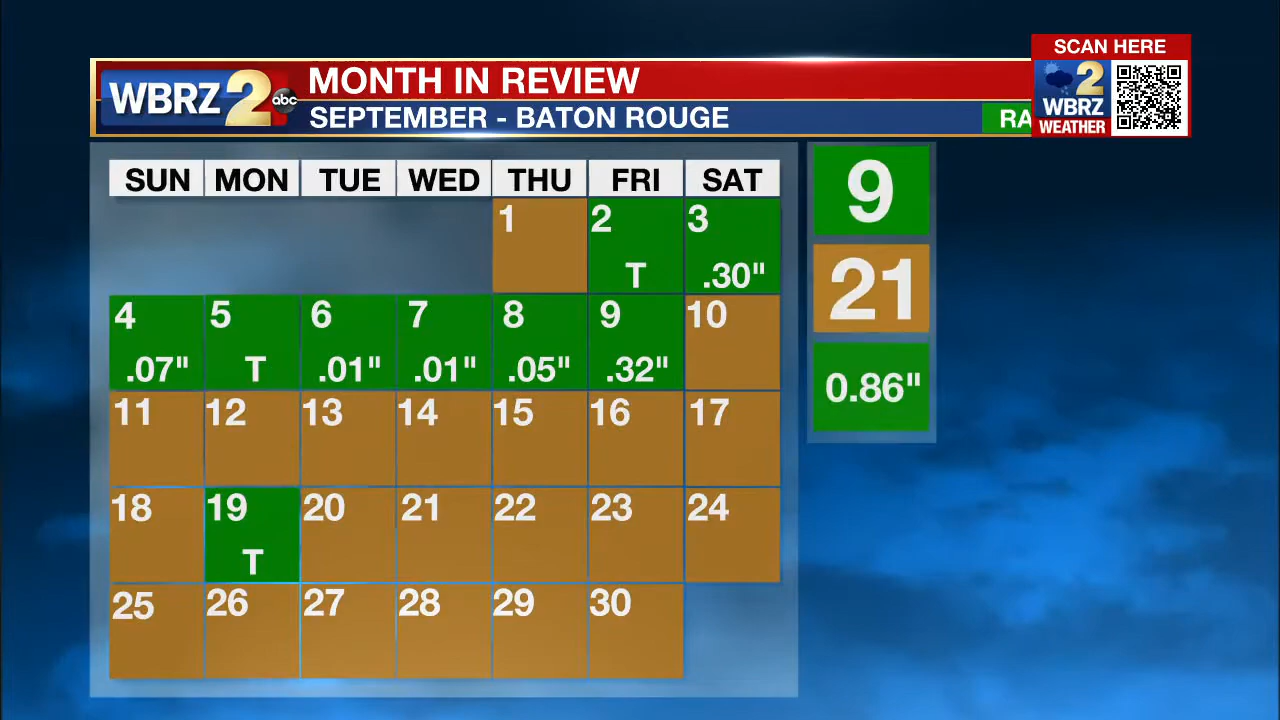 SCAN HERE
WBRZ 2 abc
MONTH IN REVIEW
SEPTEMBER - BATON ROUGE
RA
2
WBRZ
WEATHER
SUN MON TUE WED THU FRI SAT
1 2 3
T .30"
4 5 6 7 8 9 10
.07" T .01" .01" .05" .32"
11 12 13 14 15 16 17
18 19 20 21 22 23 24
T
25 26 27 28 29 30
9
21
0.86"